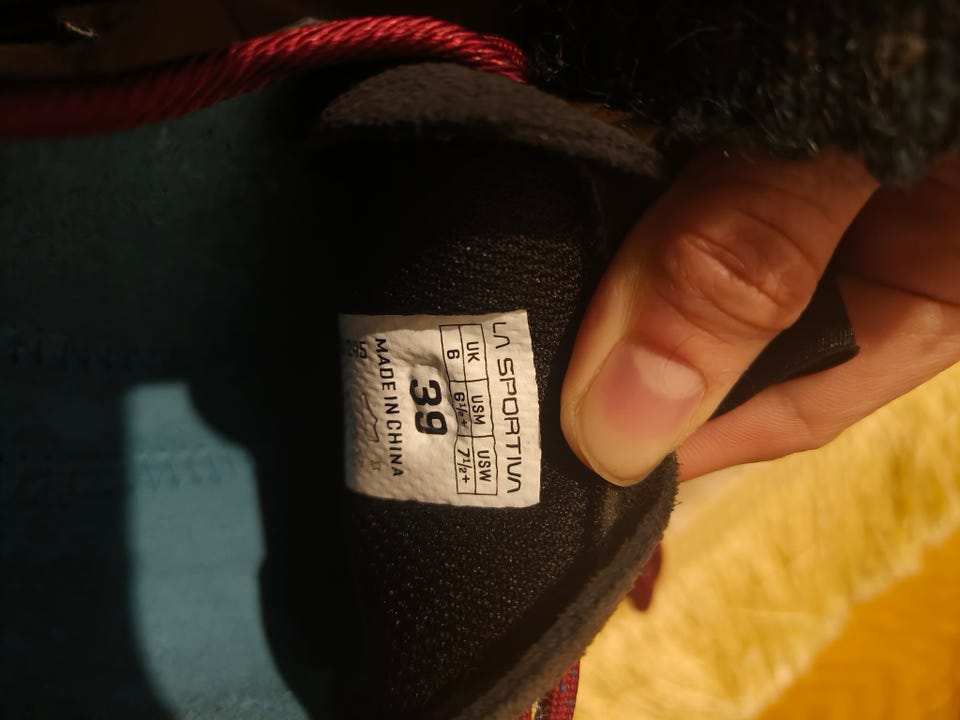 LA SPORTIVA
UK USM USW
6 6½+ 7½+
39
MADE IN CHINA